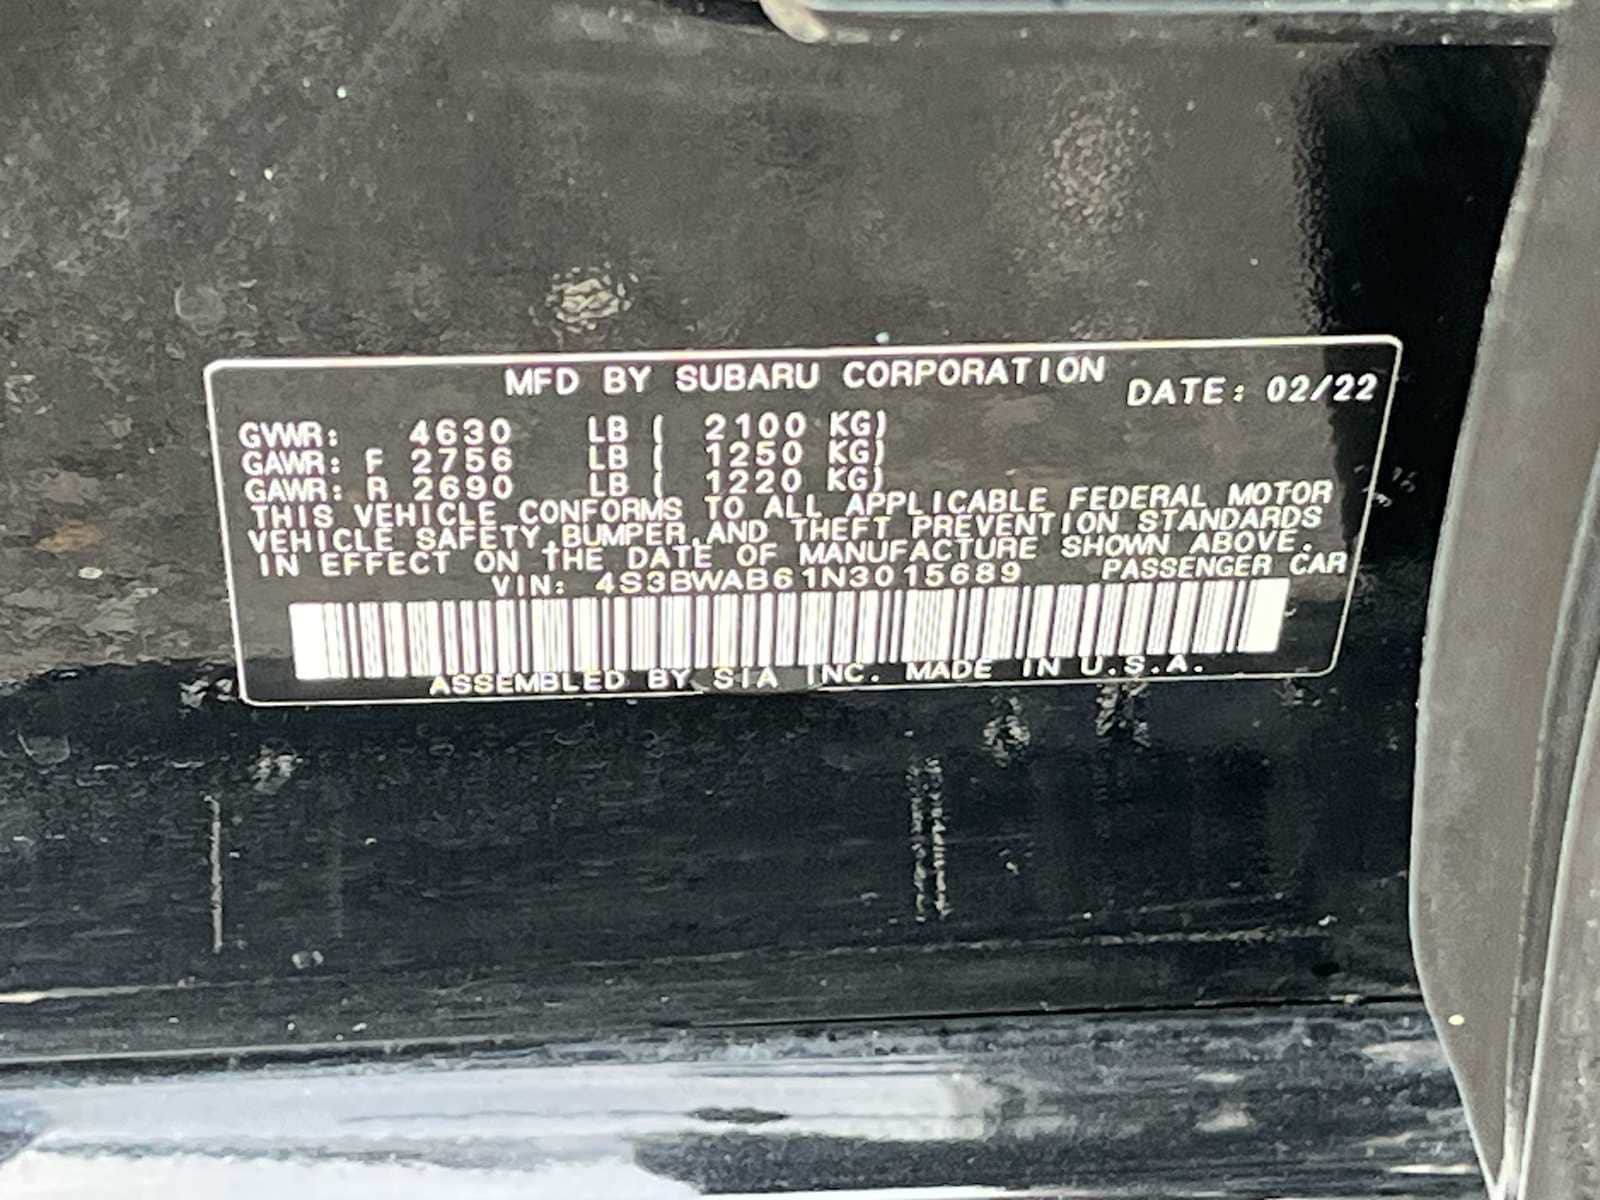 MFD BY SUBARU CORPORATION DATE: 02/22
GVWR: 4630 LB ( 2100 KG)
GAWR: F 2756 LB ( 1250 KG)
GAWR: R 2690 LB ( 1220 KG)
THIS VEHICLE CONFORMS TO ALL APPLICABLE FEDERAL MOTOR
VEHICLE SAFETY,BUMPER,AND THEFT PREVENTION STANDARDS
IN EFFECT ON THE DATE OF MANUFACTURE SHOWN ABOVE.
VIN: 4S3BWAB61N3015689 PASSENGER CAR
ASSEMBLED BY SIA INC. MADE IN U.S.A.